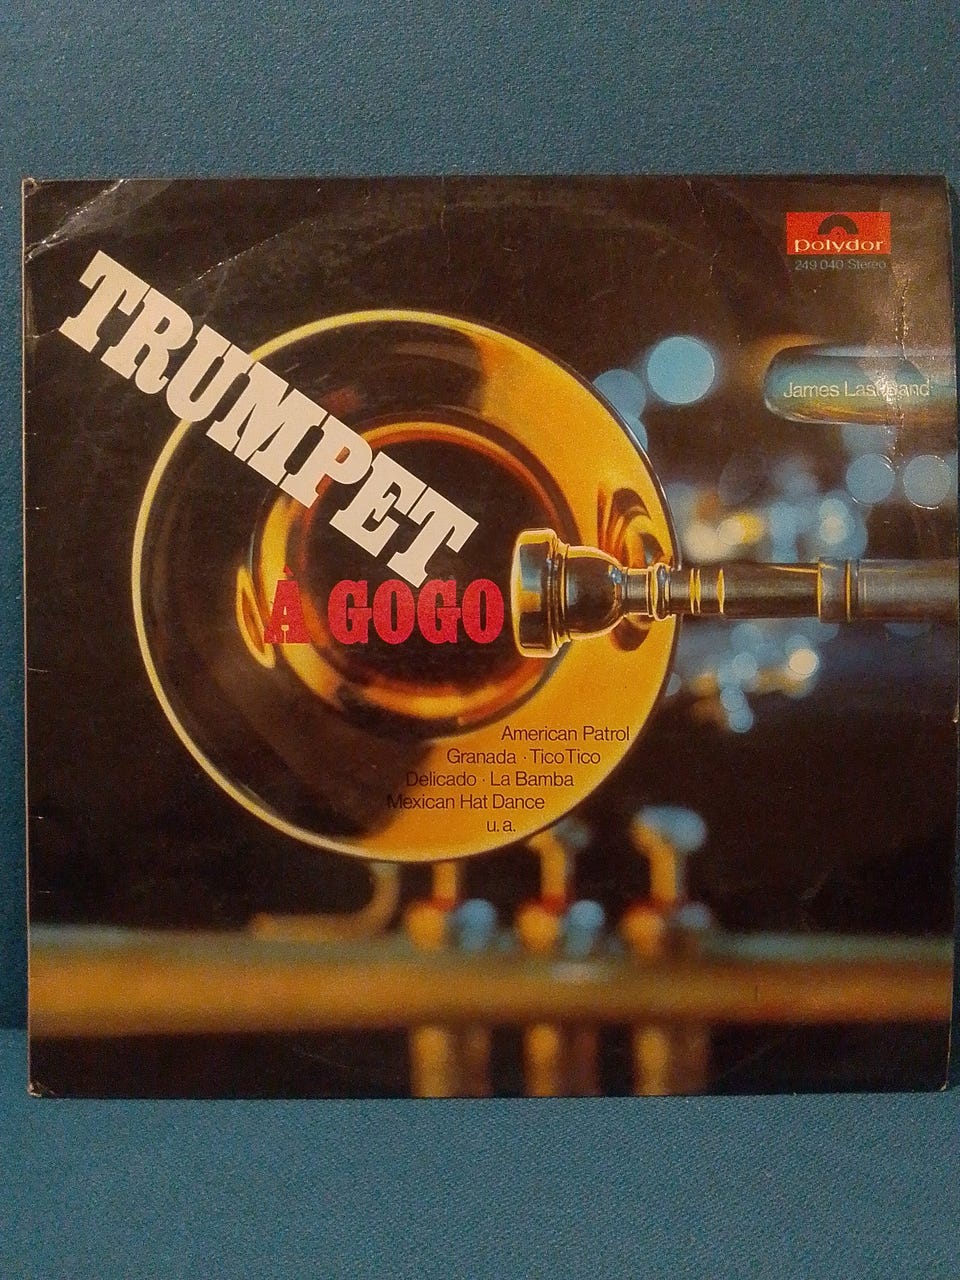 polydor
249 040 Stereo
James Last Band
TRUMPET
À GOGO
American Patrol
Granada · Tico Tico
Delicado · La Bamba
Mexican Hat Dance
u. a.